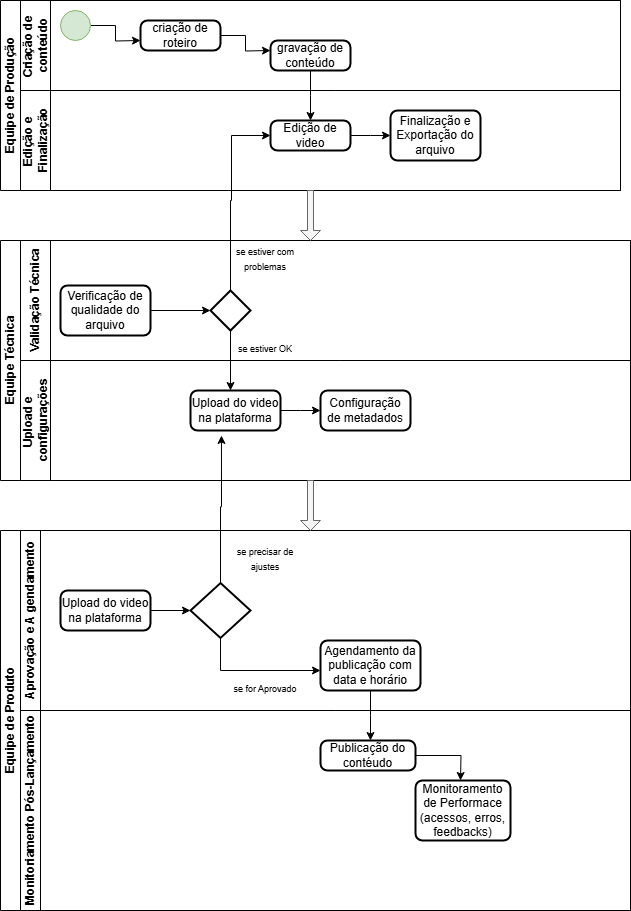 Equipe de Produção
Criação de
conteúdo
criação de
roteiro
gravação de
conteúdo
Edição e
Finalização
Edição de
video
Finalização e
Exportação do
arquivo
Equipe Técnica
Validação Técnica
se estiver com
problemas
Verificação de
qualidade do
arquivo
se estiver OK
Upload e
configurações
Upload do video
na plataforma
Configuração
de metadados
Equipe de Produto
Aprovação e A gendamento
se precisar de
ajustes
Upload do video
na plataforma
se for Aprovado
Agendamento da
publicação com
data e horário
Monitoriamento Pós-Lançamento
Publicação do
contéudo
Monitoramento
de Performace
(acessos, erros,
feedbacks)